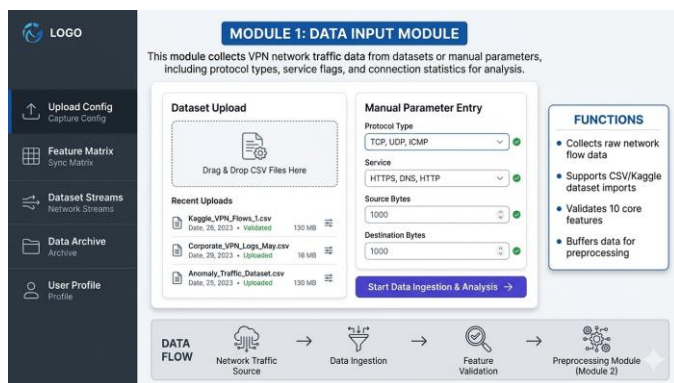 LOGO
MODULE 1: DATA INPUT MODULE
This module collects VPN network traffic data from datasets or manual parameters,
including protocol types, service flags, and connection statistics for analysis.
Upload Config
Capture Config
Feature Matrix
Sync Matrix
Dataset Streams
Network Streams
Data Archive
Archive
User Profile
Profile
Dataset Upload
Drag & Drop CSV Files Here
Recent Uploads
Kaggle_VPN_Flows_1.csv
Date, 26, 2023 • Validated
130 MB
Corporate_VPN_Logs_May.csv
Date, 29, 2023 • Uploaded
16 MB
Anomaly_Traffic_Dataset.csv
Date, 25, 2023 • Uploaded
130 MB
Manual Parameter Entry
Protocol Type
TCP, UDP, ICMP
Service
HTTPS, DNS, HTTP
Source Bytes
1000
Destination Bytes
1000
Start Data Ingestion & Analysis →
FUNCTIONS
• Collects raw network
flow data
• Supports CSV/Kaggle
dataset imports
• Validates 10 core
features
• Buffers data for
preprocessing
DATA
FLOW
Network Traffic
Source
→
Data Ingestion
→
Feature
Validation
→
Preprocessing Module
(Module 2)